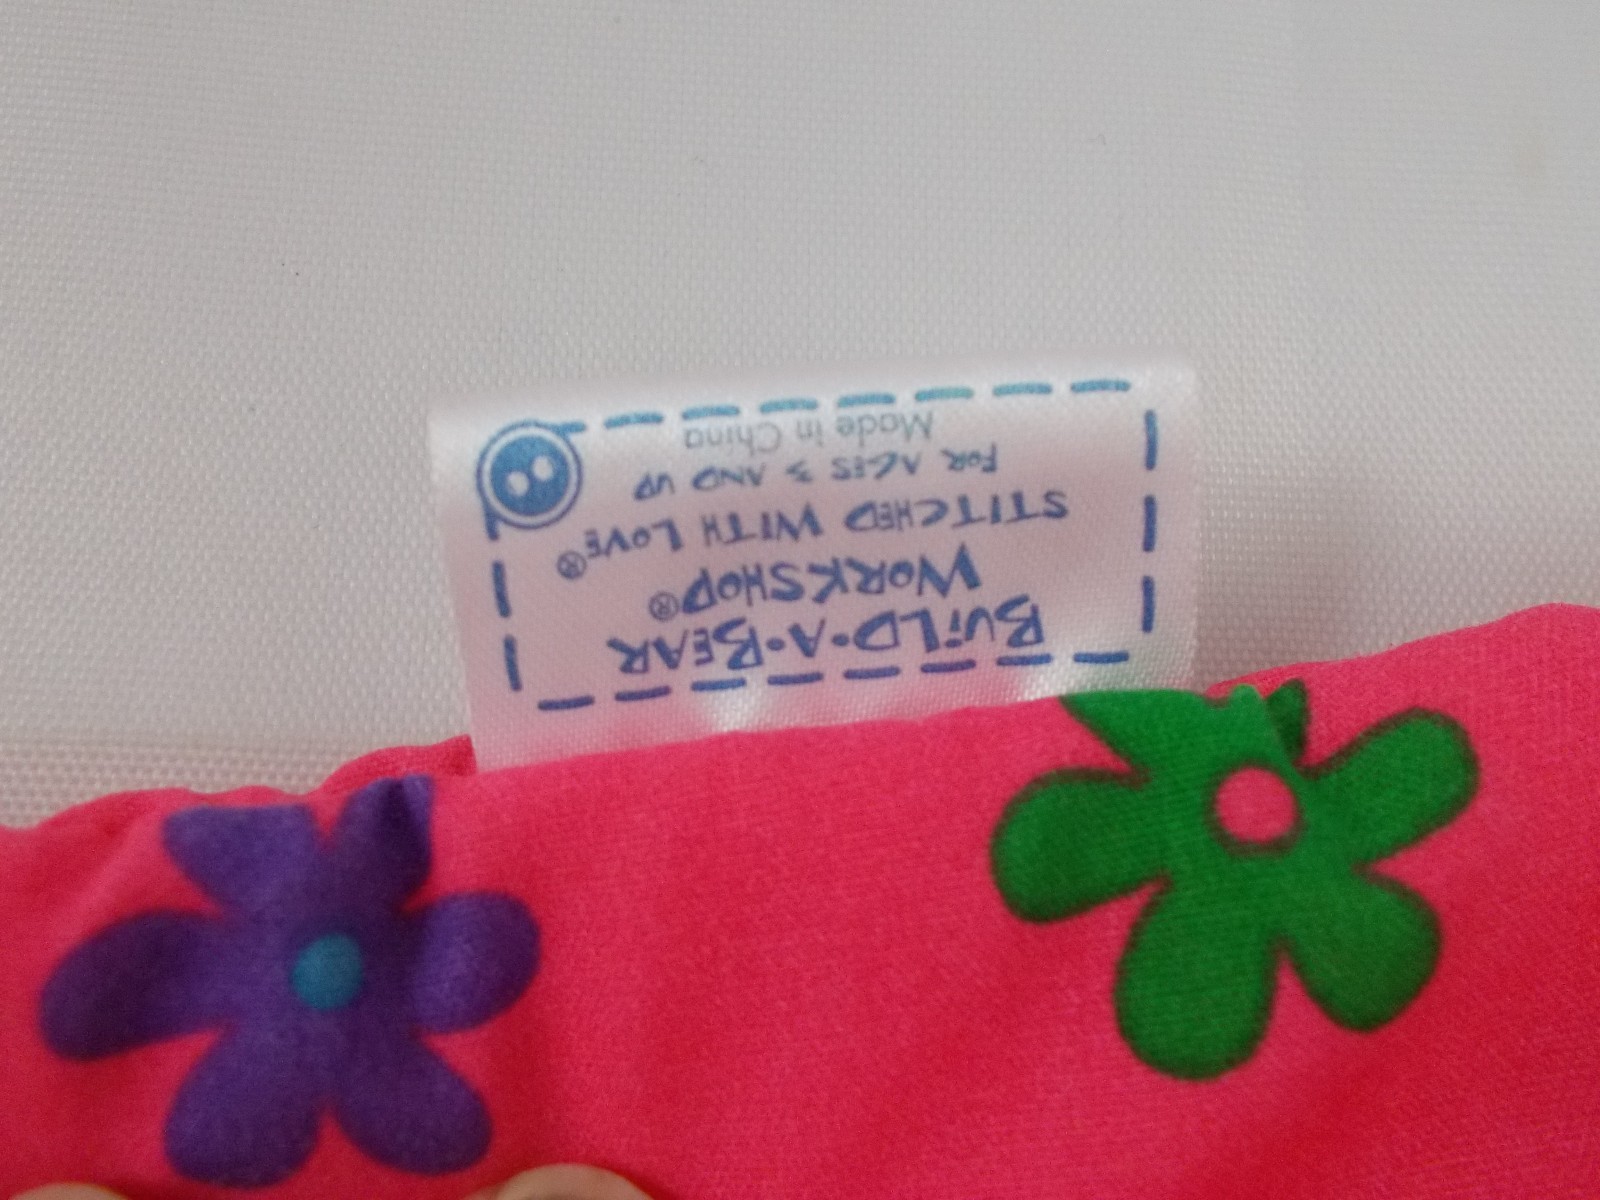 BUiLD•A•BEAR
WORKSHOP®
STITCHED WITH LOVE®
FOR AGES 3 AND UP
Made in China